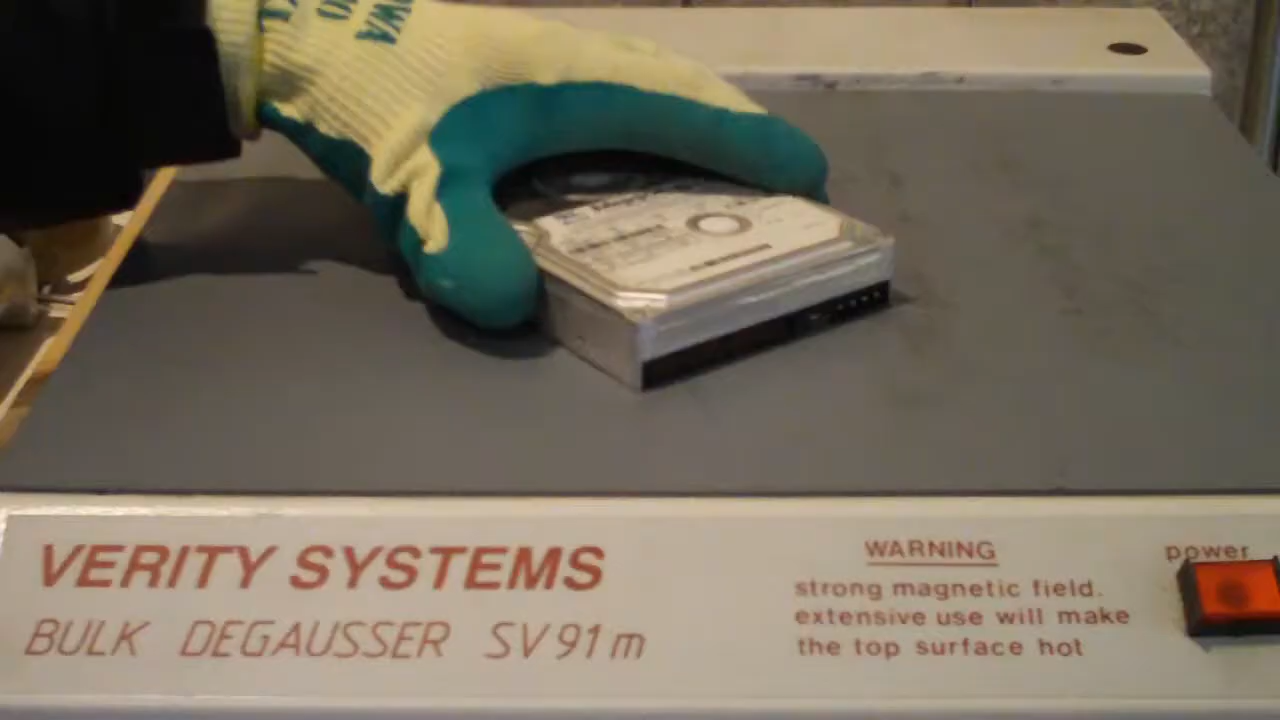 VERITY SYSTEMS
BULK DEGAUSSER SV91m
WARNING
strong magnetic field.
extensive use will make
the top surface hot
power